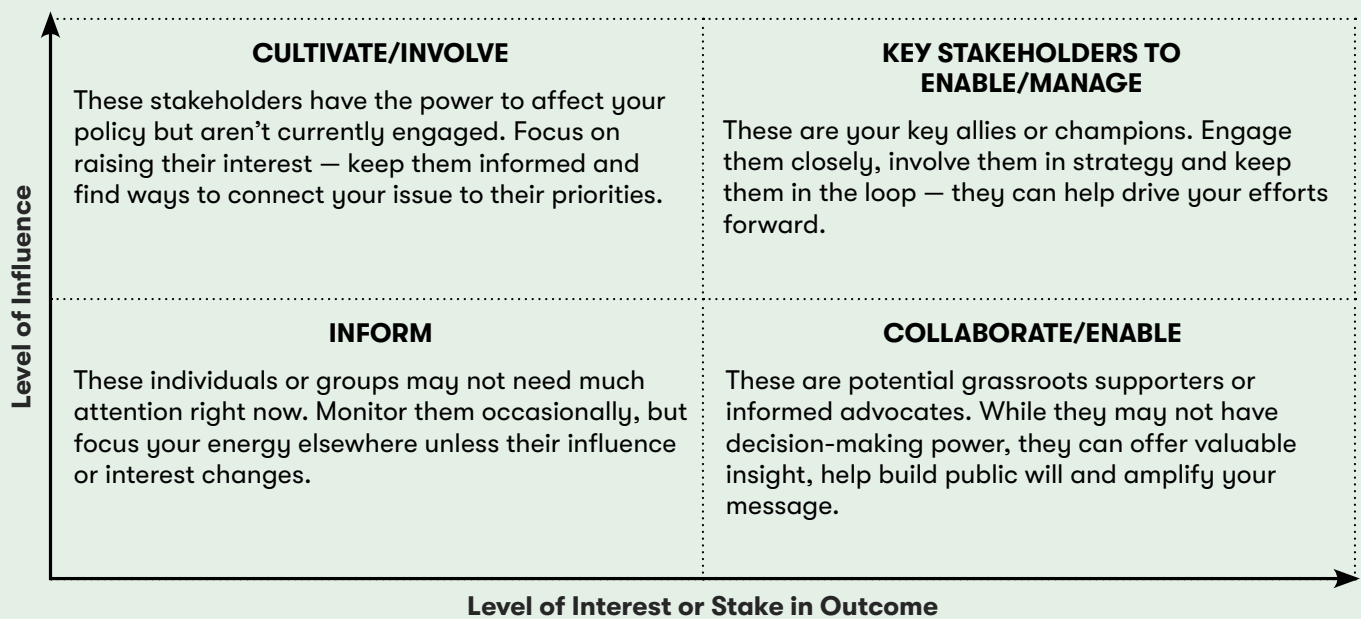 CULTIVATE/INVOLVE
These stakeholders have the power to affect your
policy but aren’t currently engaged. Focus on
raising their interest — keep them informed and
find ways to connect your issue to their priorities.
KEY STAKEHOLDERS TO
ENABLE/MANAGE
These are your key allies or champions. Engage
them closely, involve them in strategy and keep
them in the loop — they can help drive your efforts
forward.
Level of Influence
INFORM
These individuals or groups may not need much
attention right now. Monitor them occasionally, but
focus your energy elsewhere unless their influence
or interest changes.
COLLABORATE/ENABLE
These are potential grassroots supporters or
informed advocates. While they may not have
decision-making power, they can offer valuable
insight, help build public will and amplify your
message.
Level of Interest or Stake in Outcome